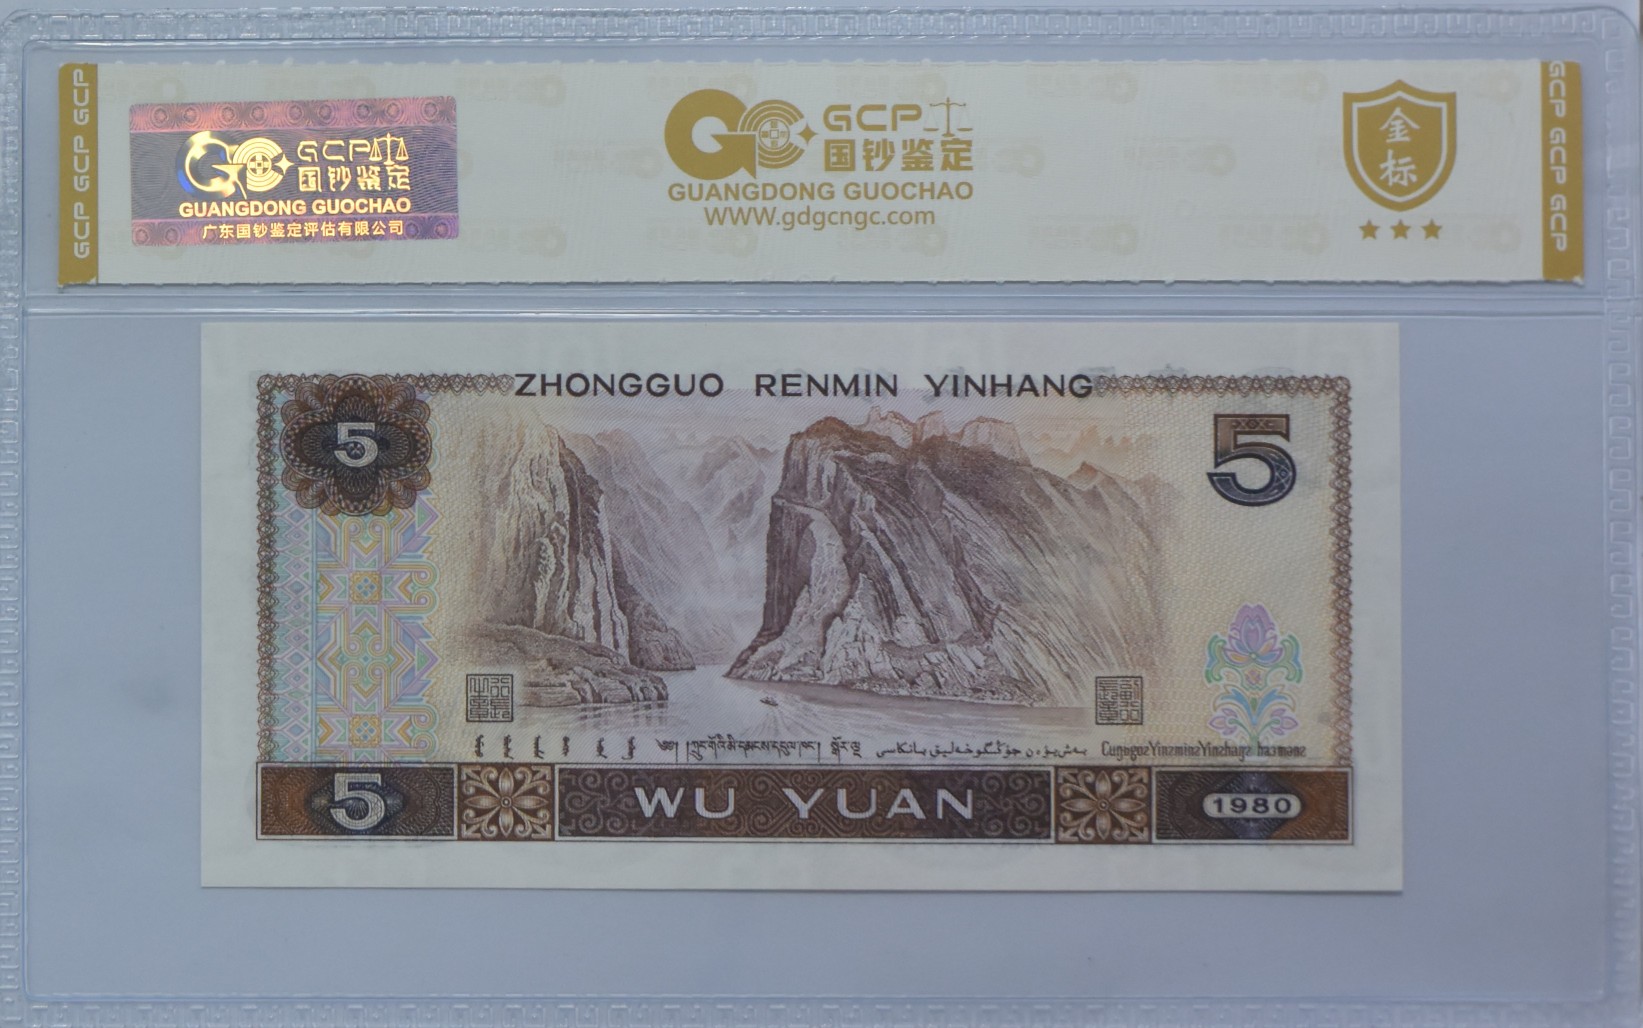 GCP GCP GCP
GCP
国钞鉴定
GUANGDONG GUOCHAO
广东国钞鉴定评估有限公司
GCP
国钞鉴定
GUANGDONG GUOCHAO
WWW.gdgcngc.com
金标
GCP GCP GCP
ZHONGGUO RENMIN YINHANG
5
5
5 WU YUAN 1980